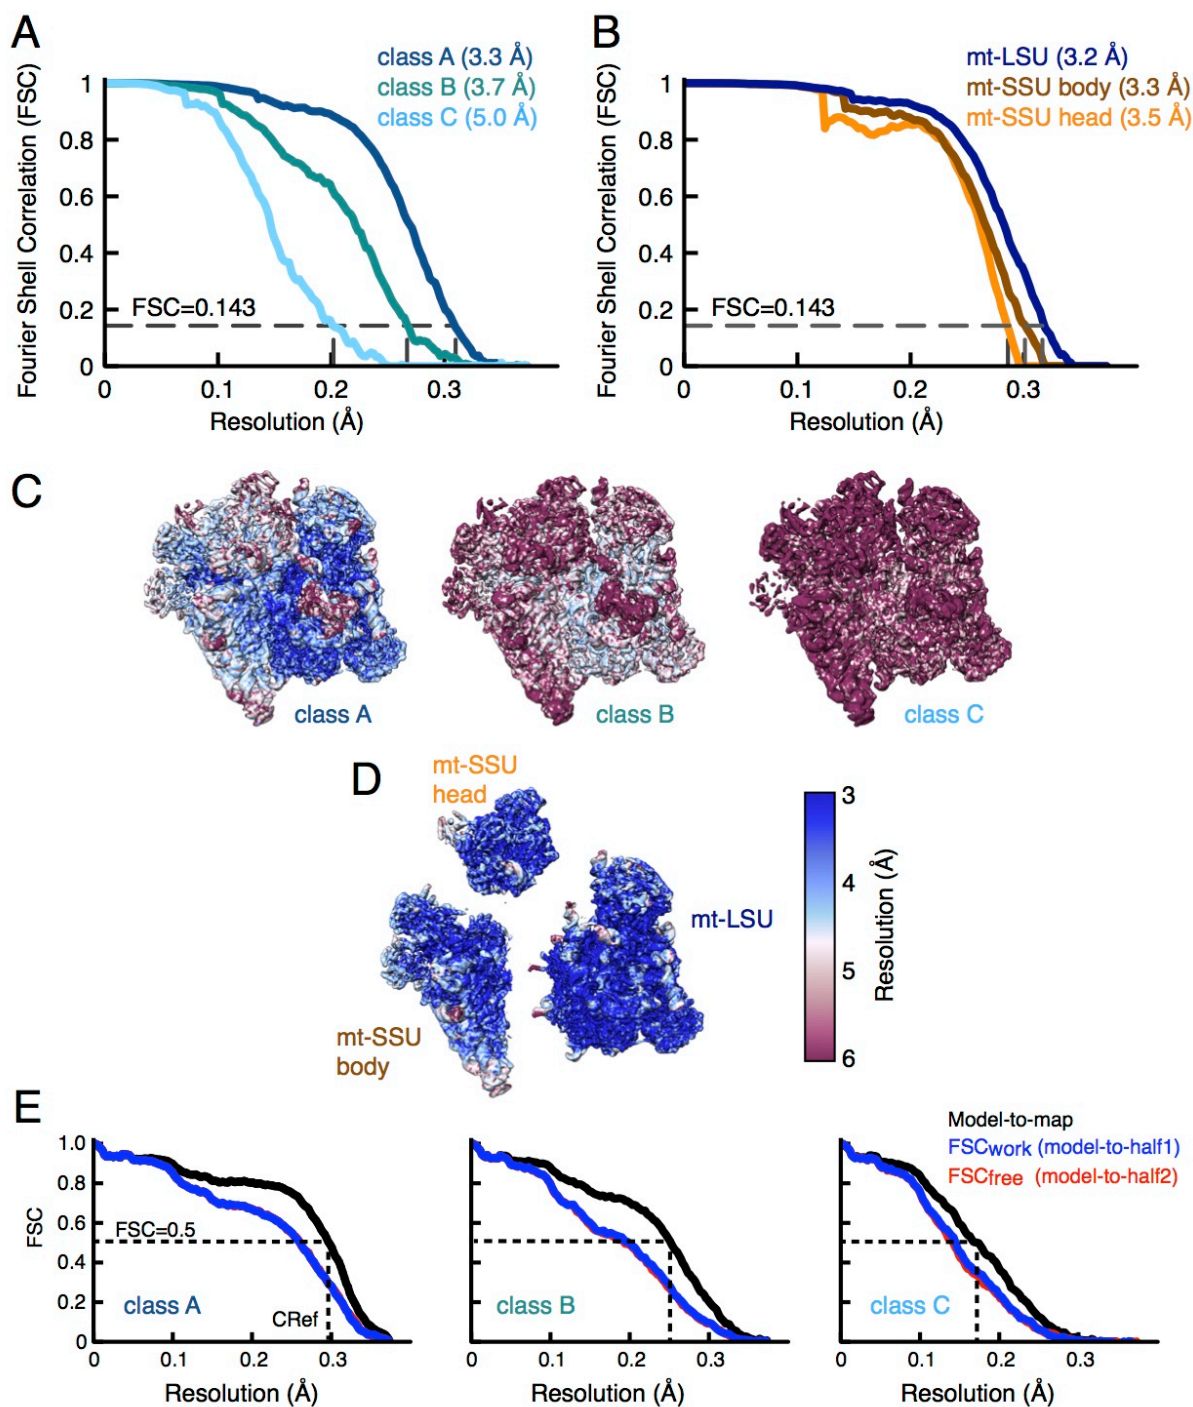 A
class A (3.3 Å)
class B (3.7 Å)
class C (5.0 Å)
Fourier Shell Correlation (FSC)
1
0.8
0.6
0.4
0.2
0
FSC=0.143
0 0.1 0.2 0.3
Resolution (Å)
B
mt-LSU (3.2 Å)
mt-SSU body (3.3 Å)
mt-SSU head (3.5 Å)
Fourier Shell Correlation (FSC)
1
0.8
0.6
0.4
0.2
0
FSC=0.143
0 0.1 0.2 0.3
Resolution (Å)
C
class A
class B
class C
D
mt-SSU
head
mt-LSU
mt-SSU
body
3
4
5
6
Resolution (Å)
E
Model-to-map
FSCwork (model-to-half1)
FSCfree (model-to-half2)
FSC
1.0
0.8
0.6
0.4
0.2
0
FSC=0.5
class A
CRef
0 0.1 0.2 0.3
Resolution (Å)
class B
0 0.1 0.2 0.3
Resolution (Å)
class C
0 0.1 0.2 0.3
Resolution (Å)